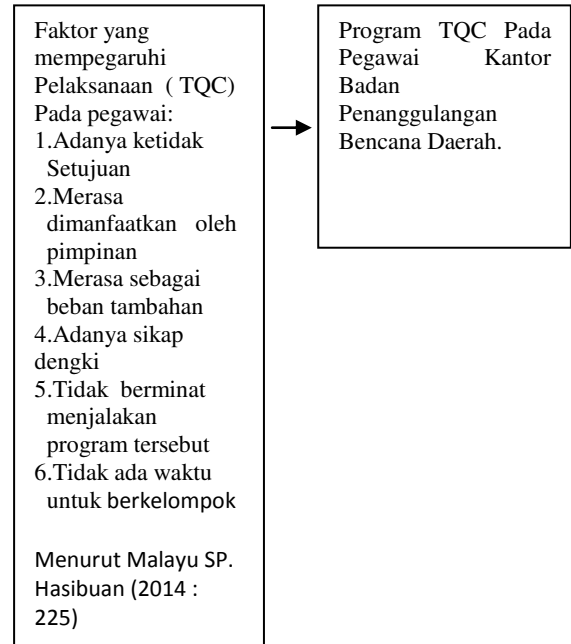 Faktor yang
mempegaruhi
Pelaksanaan ( TQC)
Pada pegawai:
1.Adanya ketidak
Setujuan
2.Merasa
dimanfaatkan oleh
pimpinan
3.Merasa sebagai
beban tambahan
4.Adanya sikap
dengki
5.Tidak berminat
menjalakan
program tersebut
6.Tidak ada waktu
untuk berkelompok
Menurut Malayu SP.
Hasibuan (2014 :
225)
Program TQC Pada
Pegawai Kantor
Badan
Penanggulangan
Bencana Daerah.